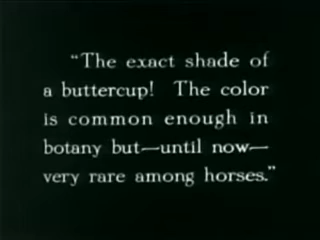 “The exact shade of
a buttercup! The color
is common enough in
botany but—until now—
very rare among horses.”